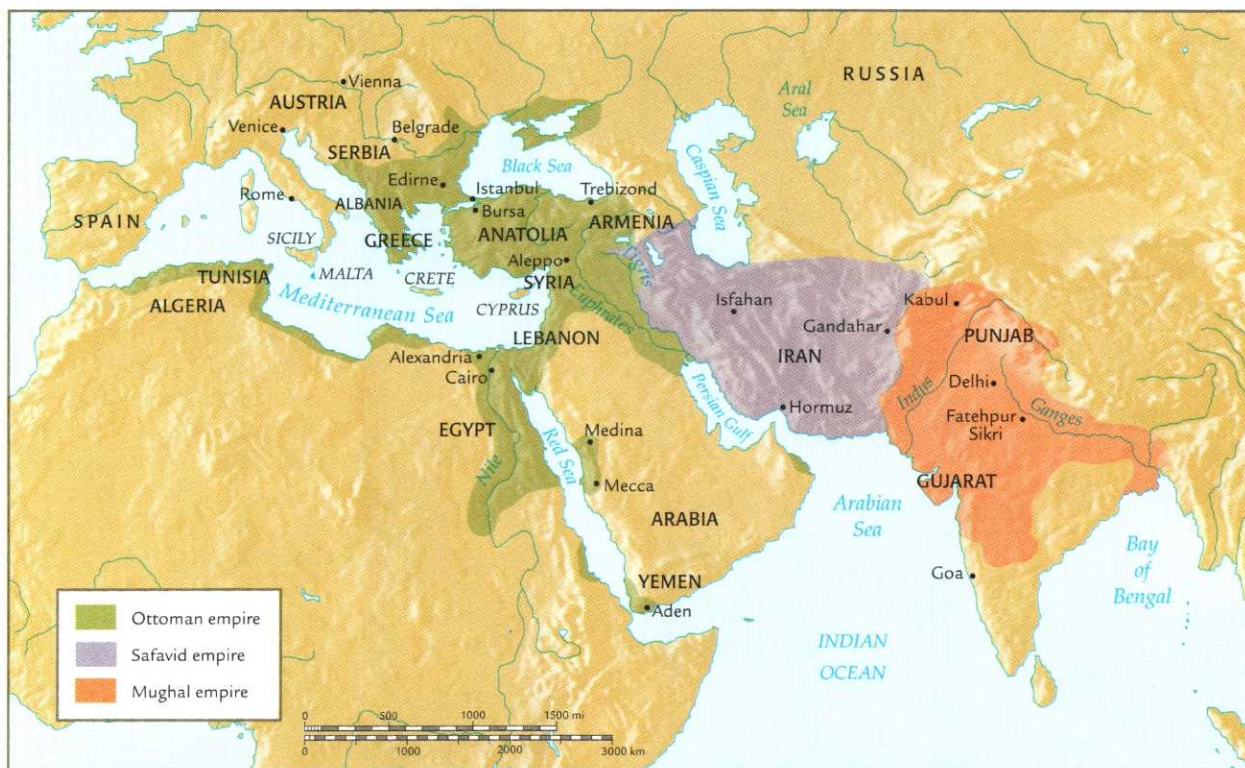 RUSSIA
Aral
Sea
Vienna
AUSTRIA
Venice
Belgrade
SERBIA
Black Sea
Caspian Sea
Edirne
Istanbul
Trebizond
Rome
ALBANIA
Bursa
ARMENIA
SPAIN
ANATOLIA
SICILY
GREECE
Aleppo
TUNISIA
MALTA
CRETE
SYRIA
Tigris
ALGERIA
Mediterranean Sea
CYPRUS
Euphrates
Isfahan
Kabul
LEBANON
Gandahar
PUNJAB
Alexandria
IRAN
Cairo
Delhi
Persian Gulf
Hormuz
Indus
Ganges
EGYPT
Red Sea
Medina
Fatehpur
Sikri
Nile
Mecca
GUJARAT
ARABIA
Arabian
Sea
Bay
of
Bengal
YEMEN
Goa
Aden
Ottoman empire
Safavid empire
Mughal empire
INDIAN
OCEAN
0 500 1000 1500 mi
0 1000 2000 3000 km